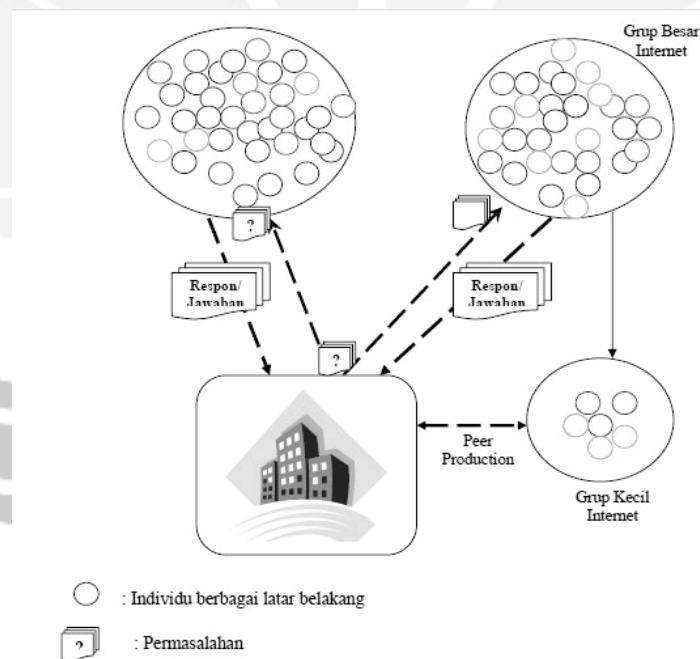 Grup Besar
Internet
?
Respon/
Jawaban
Respon/
Jawaban
?
Peer
Production
Grup Kecil
Internet
: Individu berbagai latar belakang
? : Permasalahan